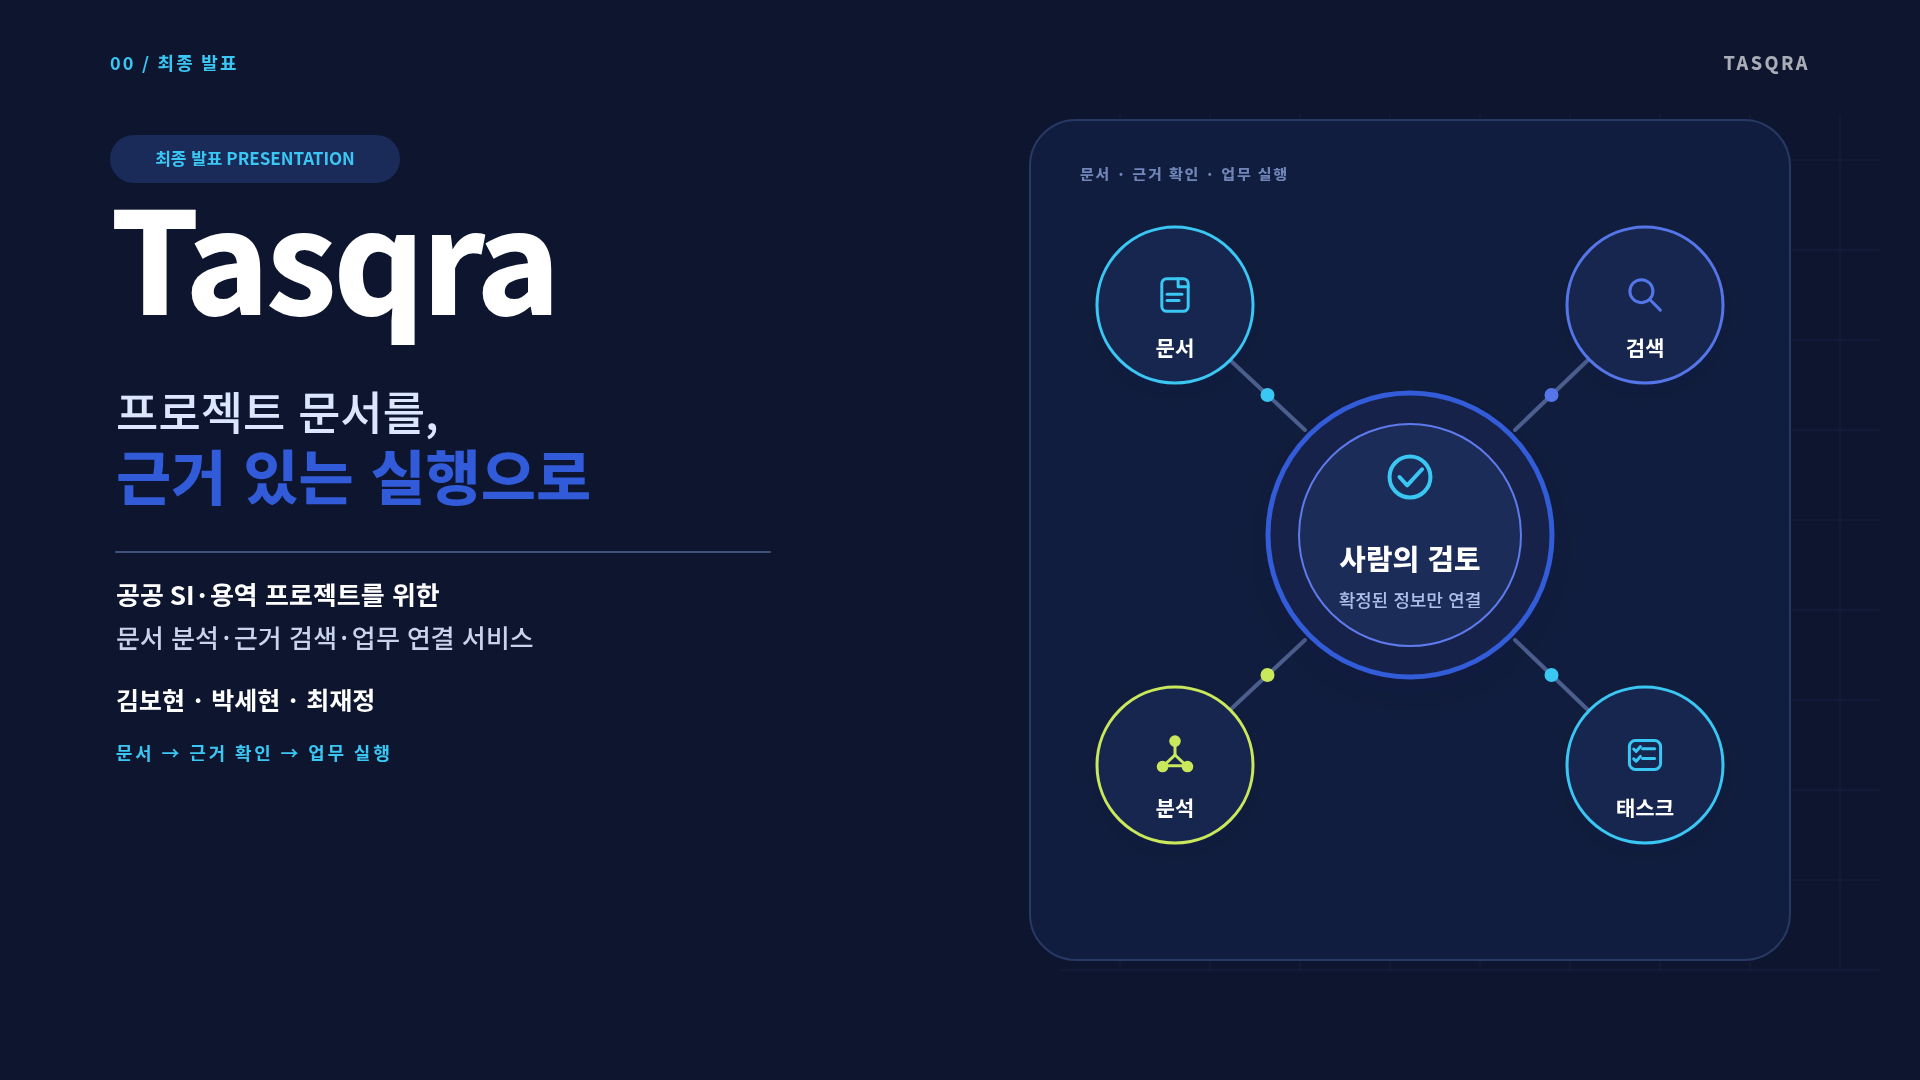 00 / 최종 발표
TASQRA
최종 발표 PRESENTATION
Tasqra
프로젝트 문서를,
근거 있는 실행으로
공공 SI·용역 프로젝트를 위한
문서 분석·근거 검색·업무 연결 서비스
김보현 · 박세현 · 최재정
문서 → 근거 확인 → 업무 실행
문서 · 근거 확인 · 업무 실행
문서
검색
사람의 검토
확정된 정보만 연결
분석
태스크